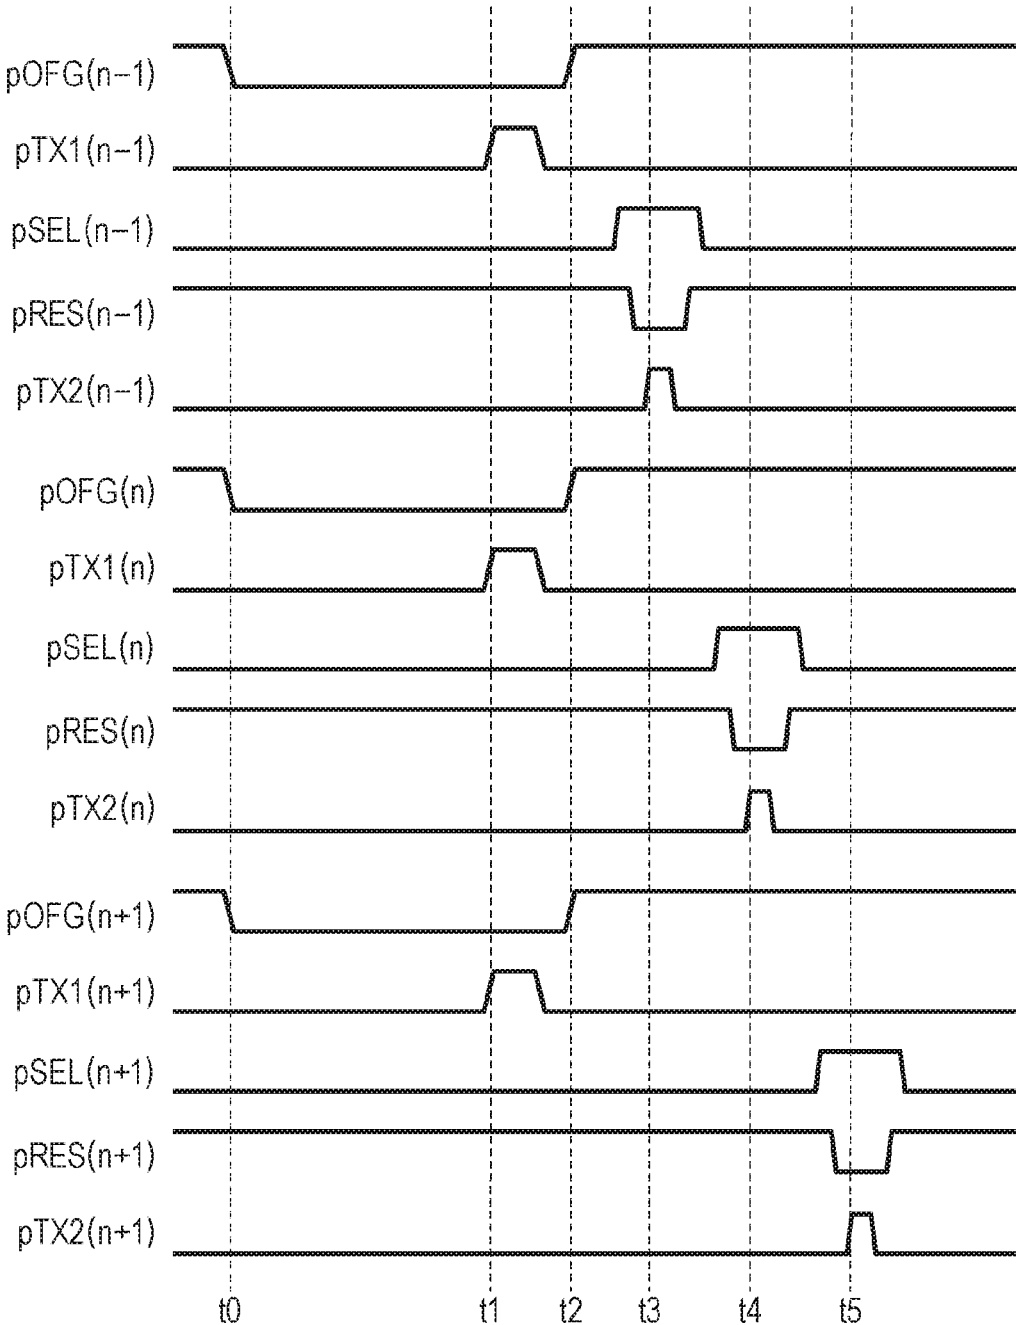 pOFG(n−1)
pTX1(n−1)
pSEL(n−1)
pRES(n−1)
pTX2(n−1)
pOFG(n)
pTX1(n)
pSEL(n)
pRES(n)
pTX2(n)
pOFG(n+1)
pTX1(n+1)
pSEL(n+1)
pRES(n+1)
pTX2(n+1)
t0 t1 t2 t3 t4 t5